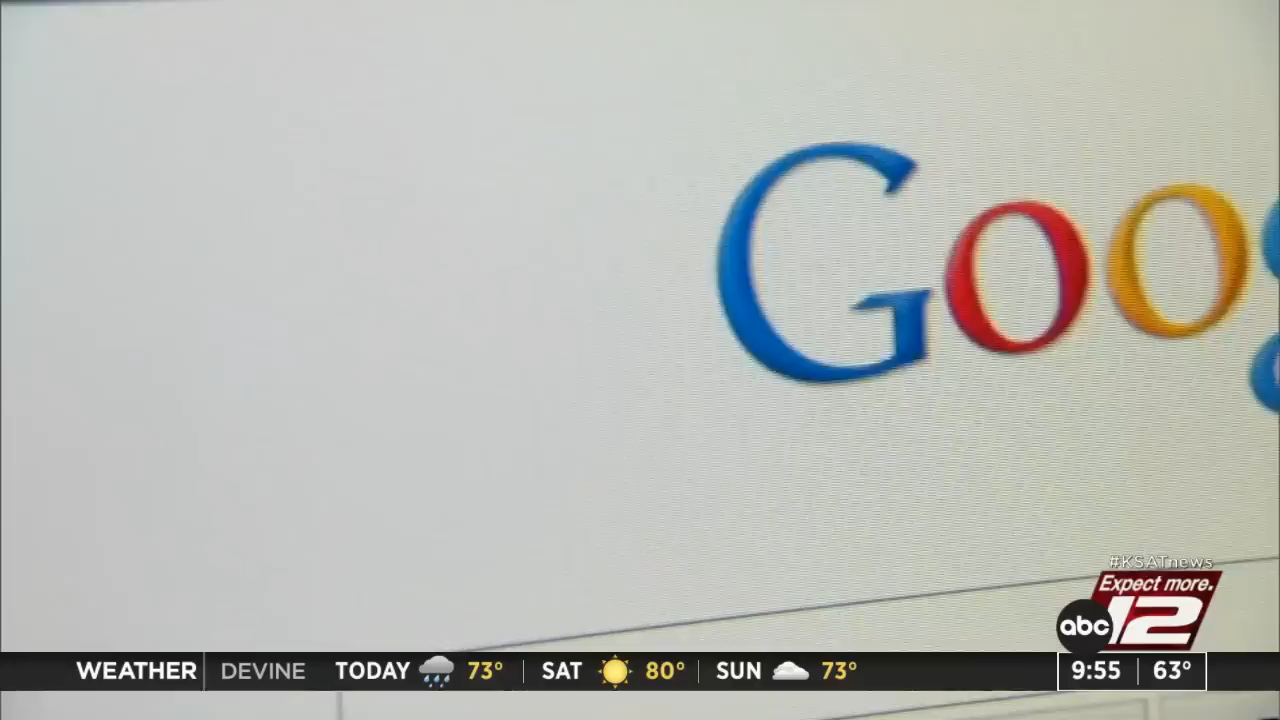 Goog
#KSATnews
Expect more.
abc 12
WEATHER DEVINE TODAY 73° SAT 80° SUN 73° 9:55 63°